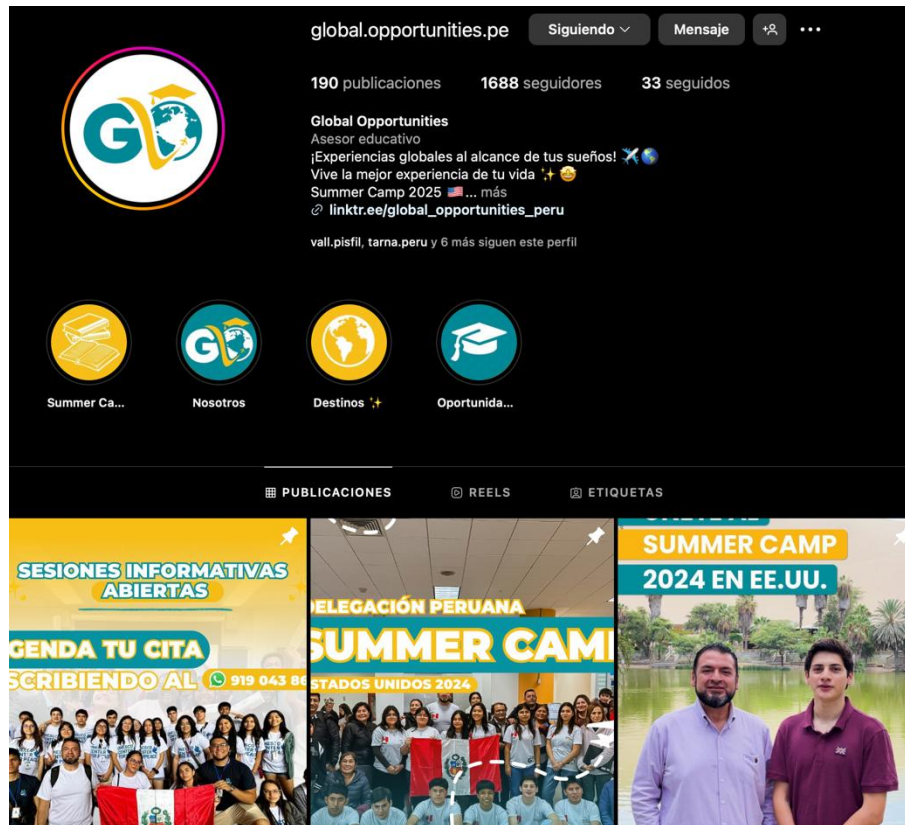 global.opportunities.pe Siguiendo Mensaje
190 publicaciones 1688 seguidores 33 seguidos
Global Opportunities
Asesor educativo
¡Experiencias globales al alcance de tus sueños! ✈️🌎
Vive la mejor experiencia de tu vida ✨🤩
Summer Camp 2025 🇺🇸... más
linktr.ee/global_opportunities_peru
vall.pisfil, tarna.peru y 6 más siguen este perfil
GO
GO
Summer Ca... Nosotros Destinos ✨ Oportunida...
PUBLICACIONES REELS ETIQUETAS
SESIONES INFORMATIVAS
ABIERTAS
GENDA TU CITA
SCRIBIENDO AL 919 043 86
DELEGACIÓN PERUANA
SUMMER CAM
ESTADOS UNIDOS 2024
SUMMER CAMP
2024 EN EE.UU.